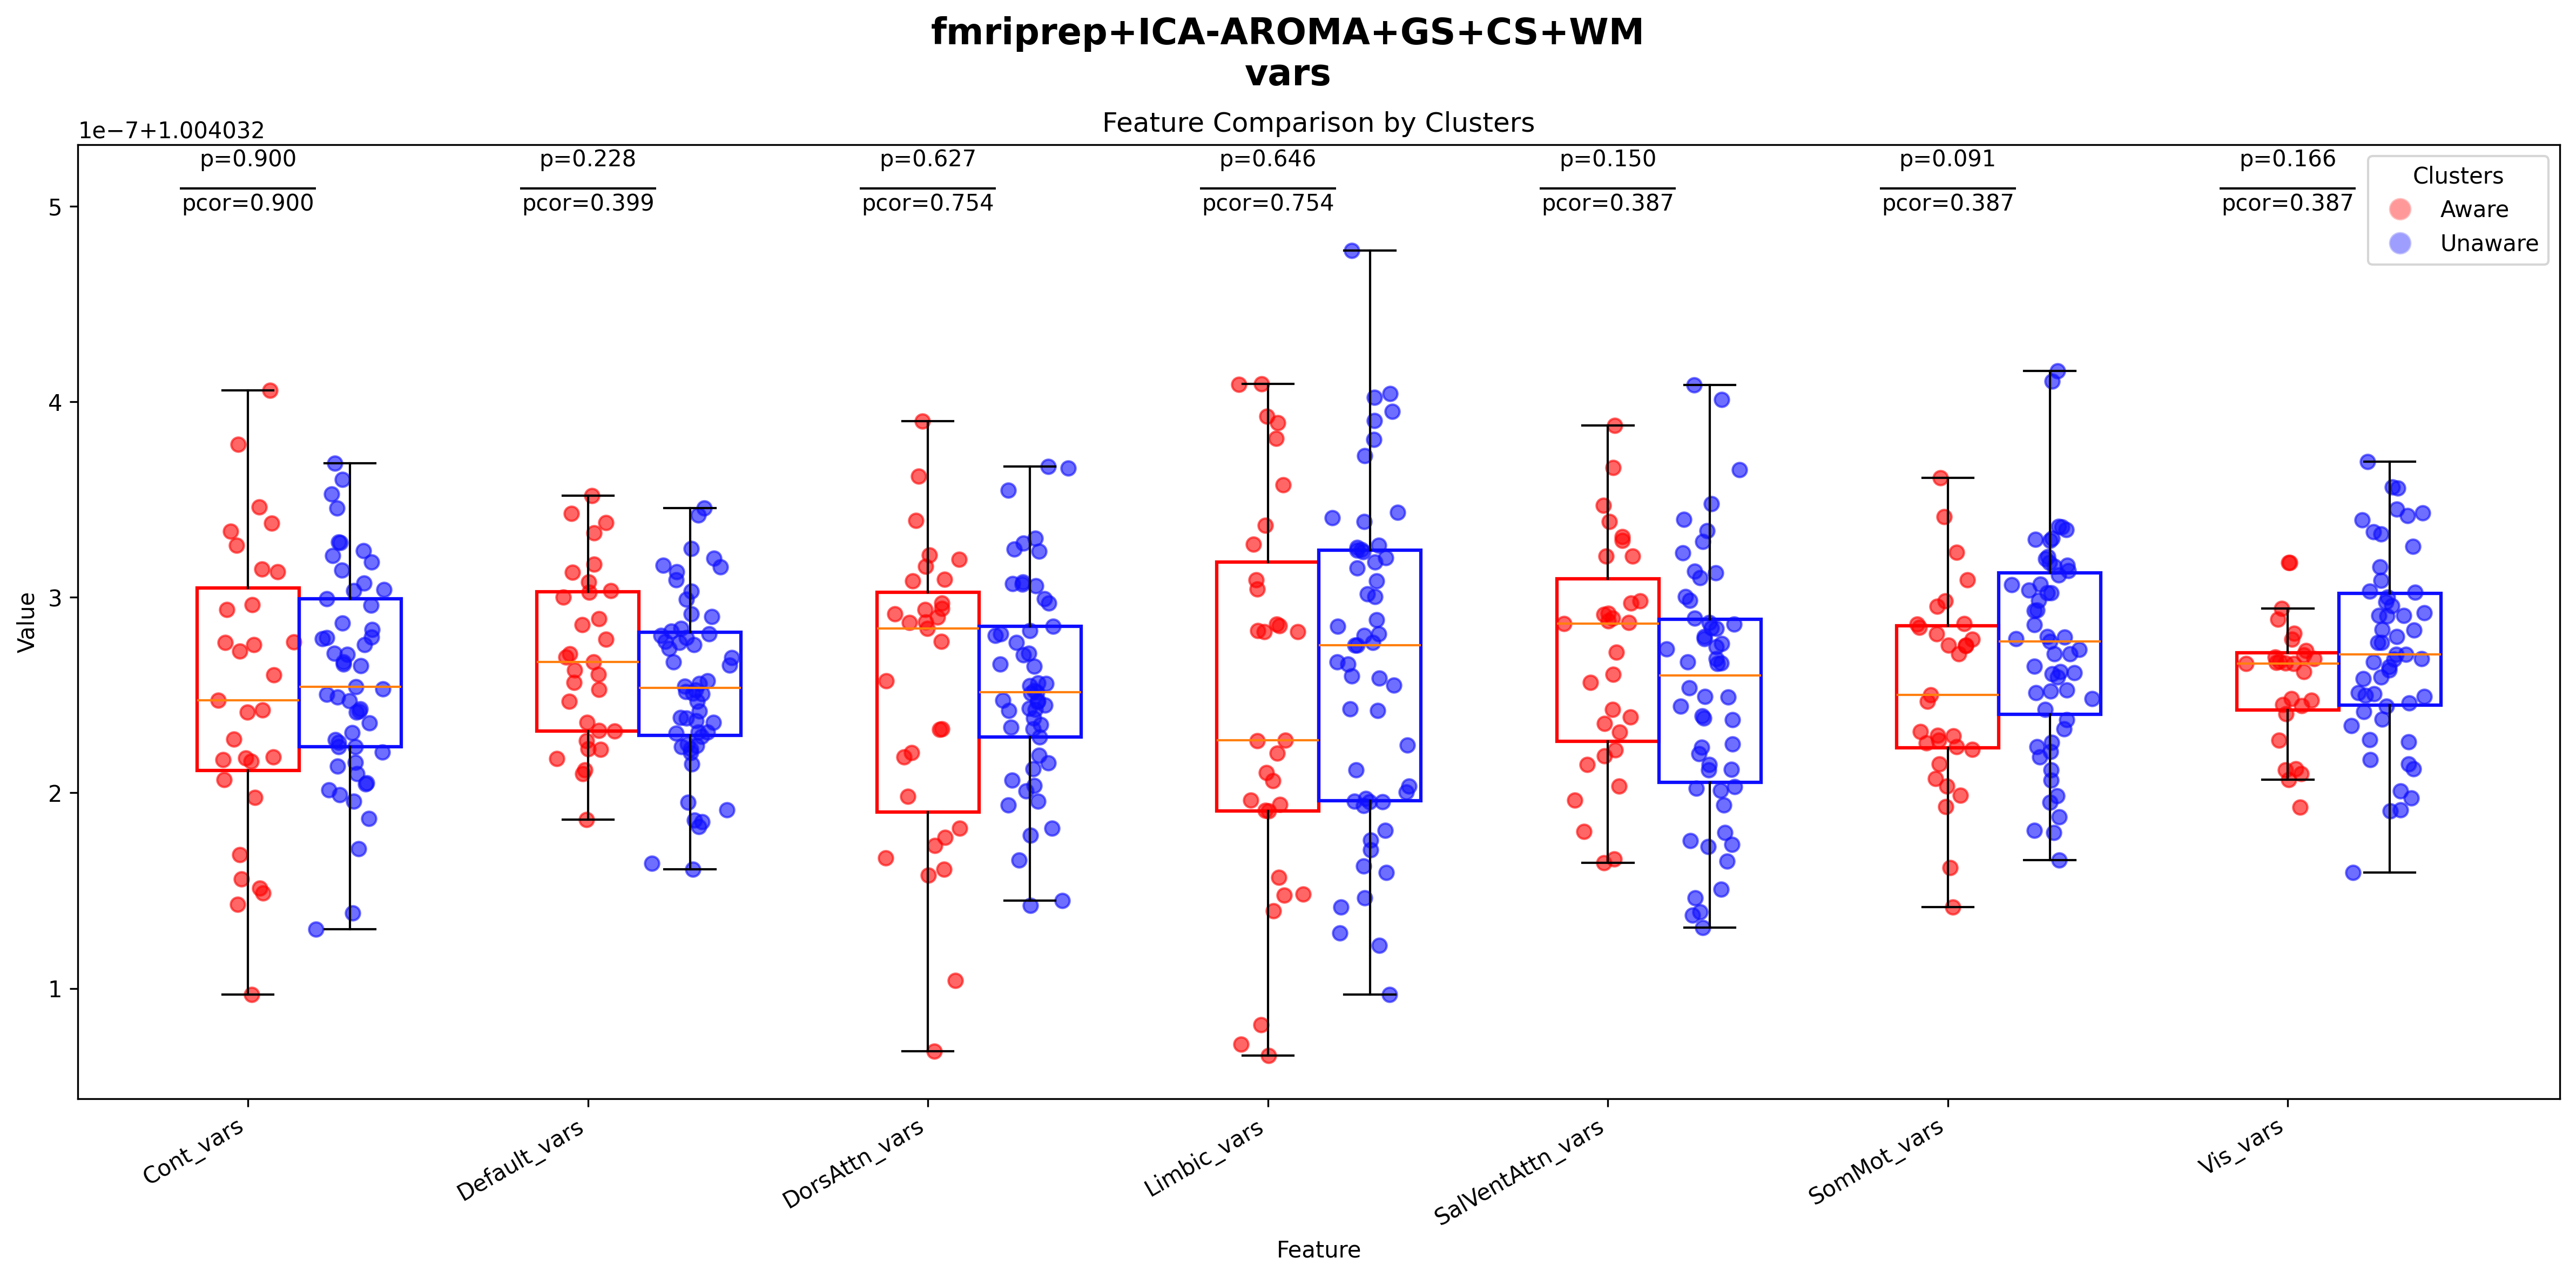 fmriprep+ICA-AROMA+GS+CS+WM
vars
Feature Comparison by Clusters
1e−7+1.004032
p=0.900 p=0.228 p=0.627 p=0.646 p=0.150 p=0.091 p=0.166
pcor=0.900 pcor=0.399 pcor=0.754 pcor=0.754 pcor=0.387 pcor=0.387 pcor=0.387
Clusters
Aware
Unaware
5
4
3
2
1
Value
Cont_vars Default_vars DorsAttn_vars Limbic_vars SalVentAttn_vars SomMot_vars Vis_vars
Feature